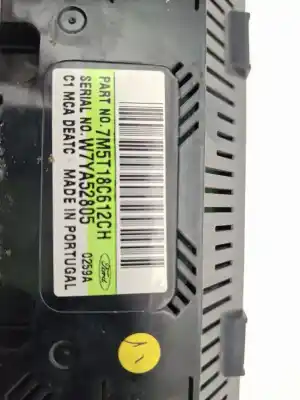 PART NO. 7M5T18C612CH
SERIAL NO. W7YA52805
C1 MCA DEATC MADE IN PORTUGAL
0259A
Ford